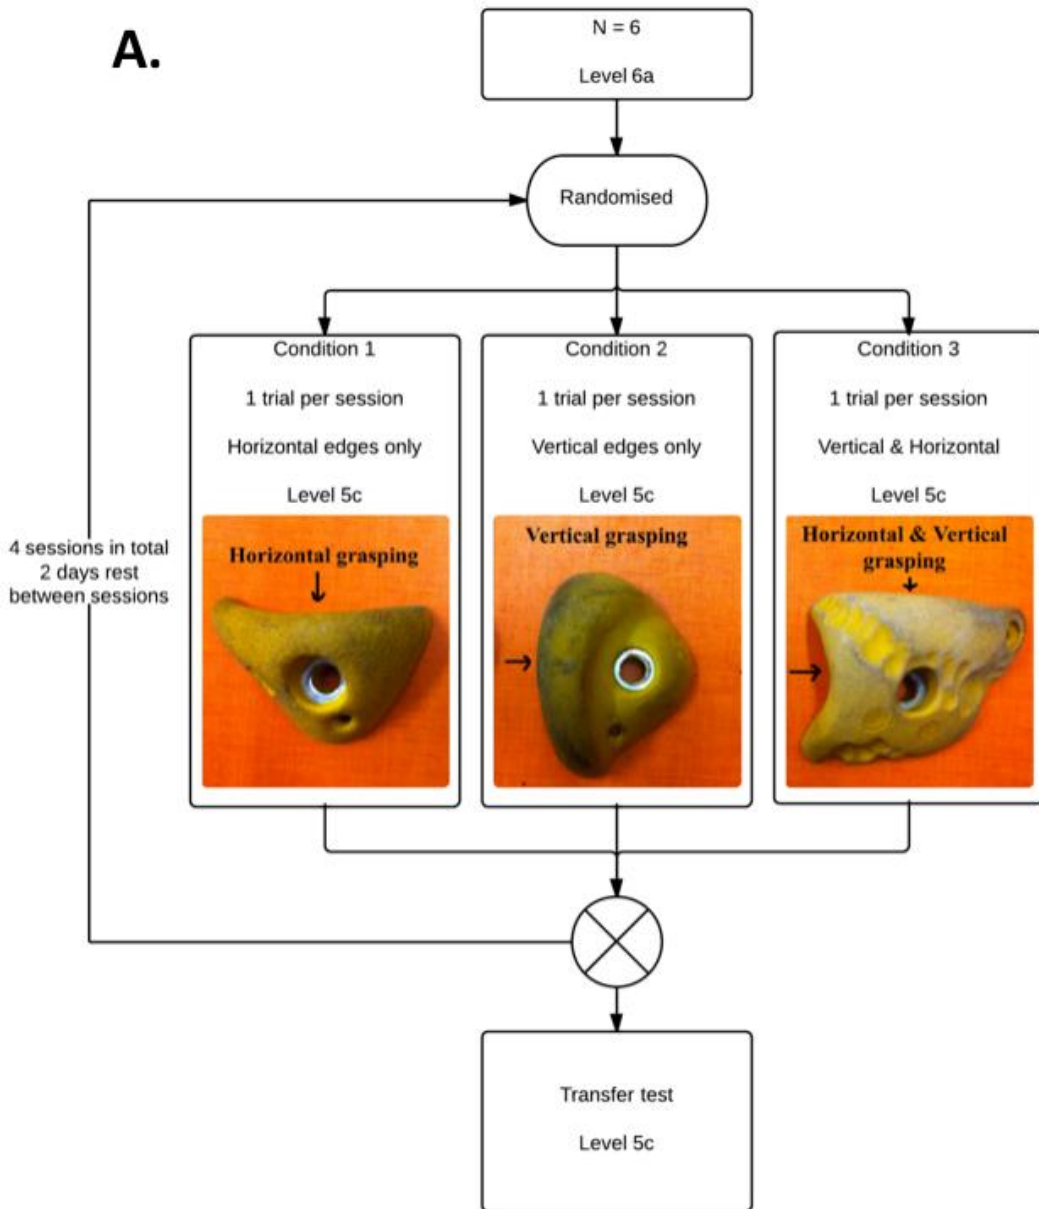 A.
N = 6
Level 6a
Randomised
Condition 1
1 trial per session
Horizontal edges only
Level 5c
Horizontal grasping
Condition 2
1 trial per session
Vertical edges only
Level 5c
Vertical grasping
Condition 3
1 trial per session
Vertical & Horizontal
Level 5c
Horizontal & Vertical
grasping
4 sessions in total
2 days rest
between sessions
Transfer test
Level 5c